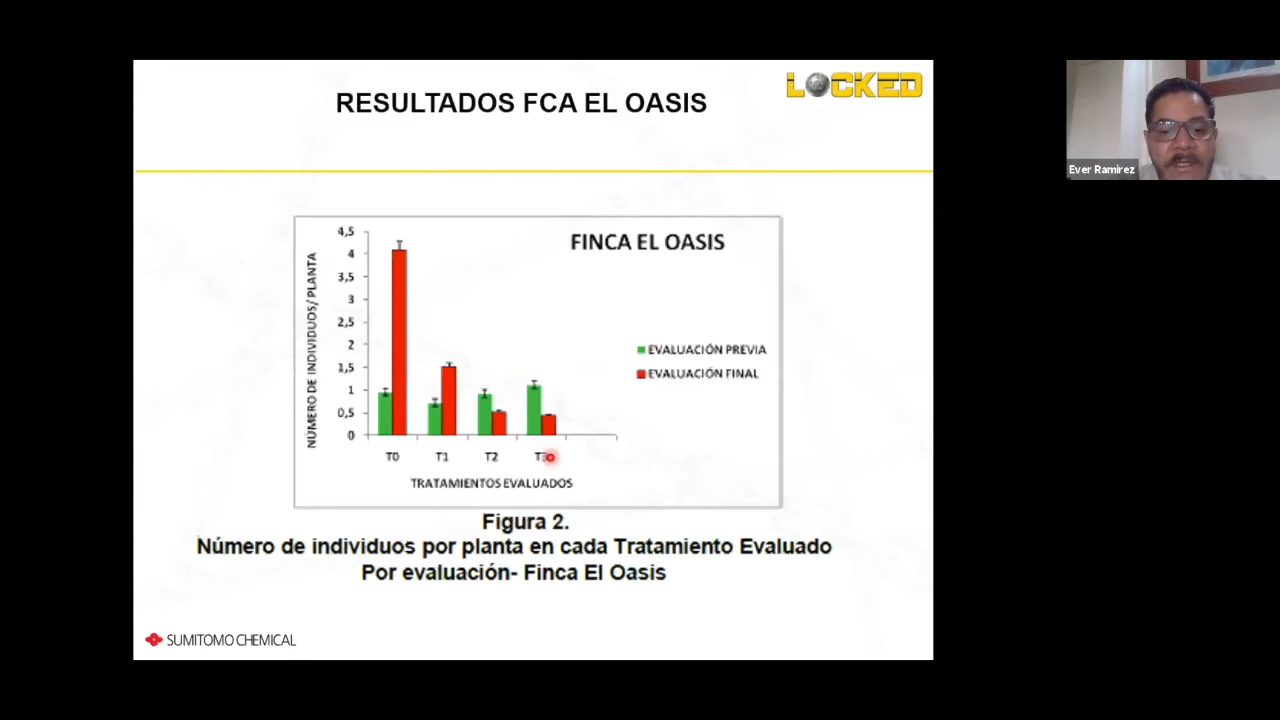 LOCKED
RESULTADOS FCA EL OASIS
Ever Ramirez
FINCA EL OASIS
NÚMERO DE INDIVIDUOS/ PLANTA
4,5
4
3,5
3
2,5
2
1,5
1
0,5
0
EVALUACIÓN PREVIA
EVALUACIÓN FINAL
T0 T1 T2 T3
TRATAMIENTOS EVALUADOS
Figura 2.
Número de individuos por planta en cada Tratamiento Evaluado
Por evaluación- Finca El Oasis
SUMITOMO CHEMICAL